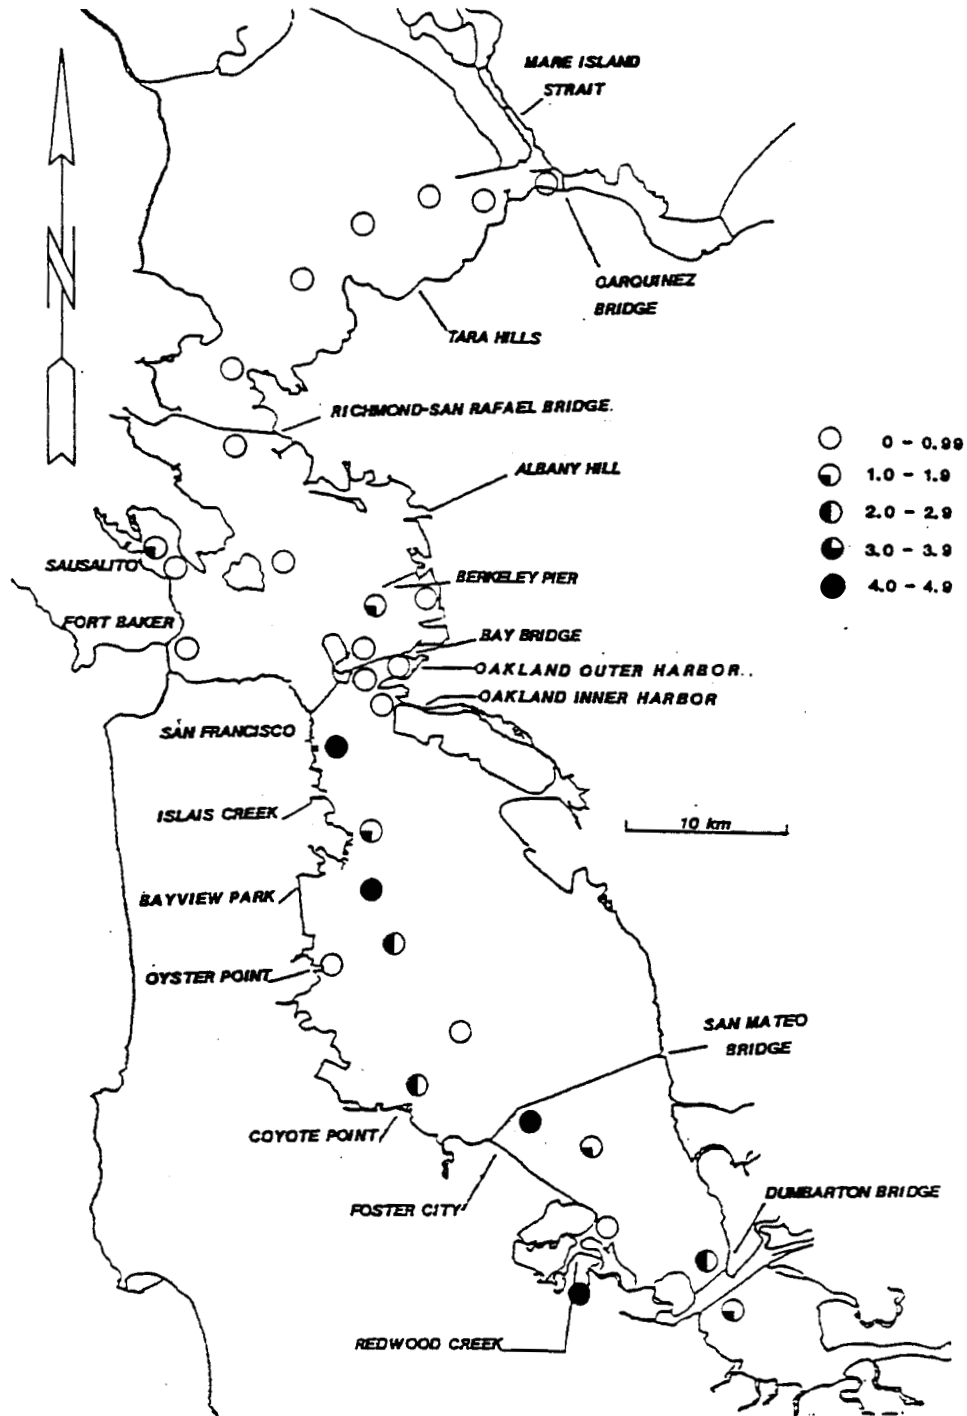 MARE ISLAND
STRAIT
N
CARQUINEZ
BRIDGE
TARA HILLS
RICHMOND-SAN RAFAEL BRIDGE.
ALBANY HILL
0 - 0.99
1.0 - 1.9
2.0 - 2.9
3.0 - 3.9
4.0 - 4.9
SAUSALITO
BERKELEY PIER
FORT BAKER
BAY BRIDGE
OAKLAND OUTER HARBOR..
OAKLAND INNER HARBOR
SAN FRANCISCO
ISLAIS CREEK
10 km
BAYVIEW PARK
OYSTER POINT
SAN MATEO
BRIDGE
COYOTE POINT
FOSTER CITY
DUMBARTON BRIDGE
REDWOOD CREEK